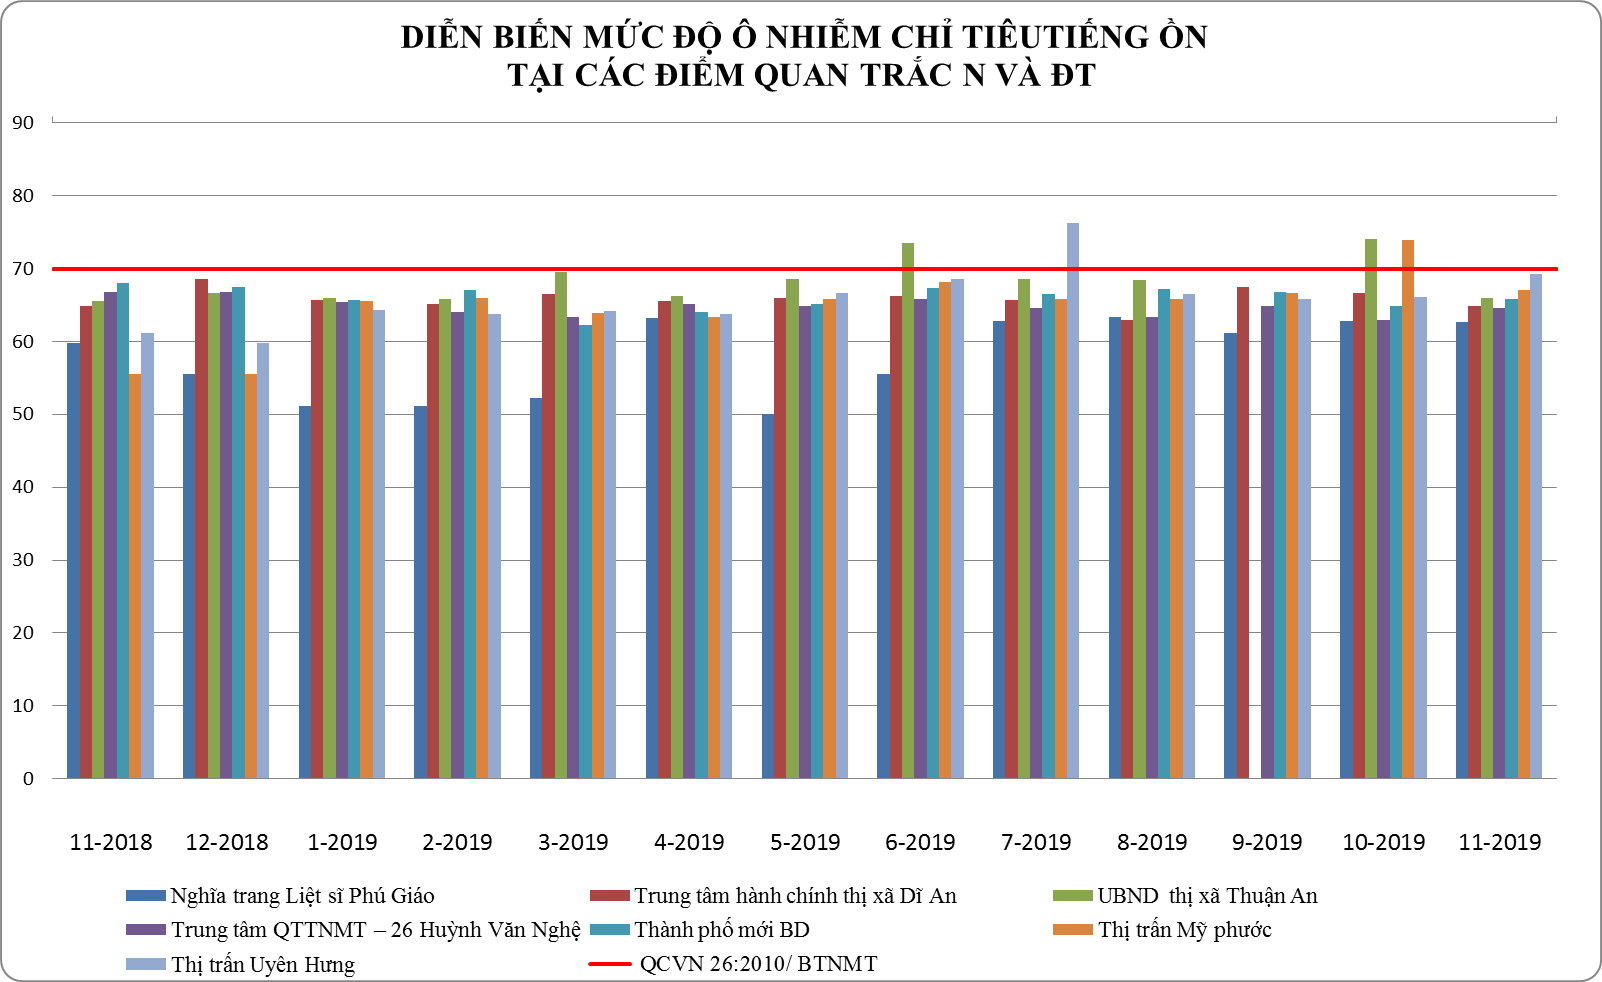 DIỄN BIẾN MỨC ĐỘ Ô NHIỄM CHỈ TIÊUTIẾNG ỒN
TẠI CÁC ĐIỂM QUAN TRẮC N VÀ ĐT
90
80
70
60
50
40
30
20
10
0
11-2018 12-2018 1-2019 2-2019 3-2019 4-2019 5-2019 6-2019 7-2019 8-2019 9-2019 10-2019 11-2019
Nghĩa trang Liệt sĩ Phú Giáo Trung tâm hành chính thị xã Dĩ An UBND thị xã Thuận An
Trung tâm QTTNMT – 26 Huỳnh Văn Nghệ Thành phố mới BD Thị trấn Mỹ phước
Thị trấn Uyên Hưng QCVN 26:2010/ BTNMT